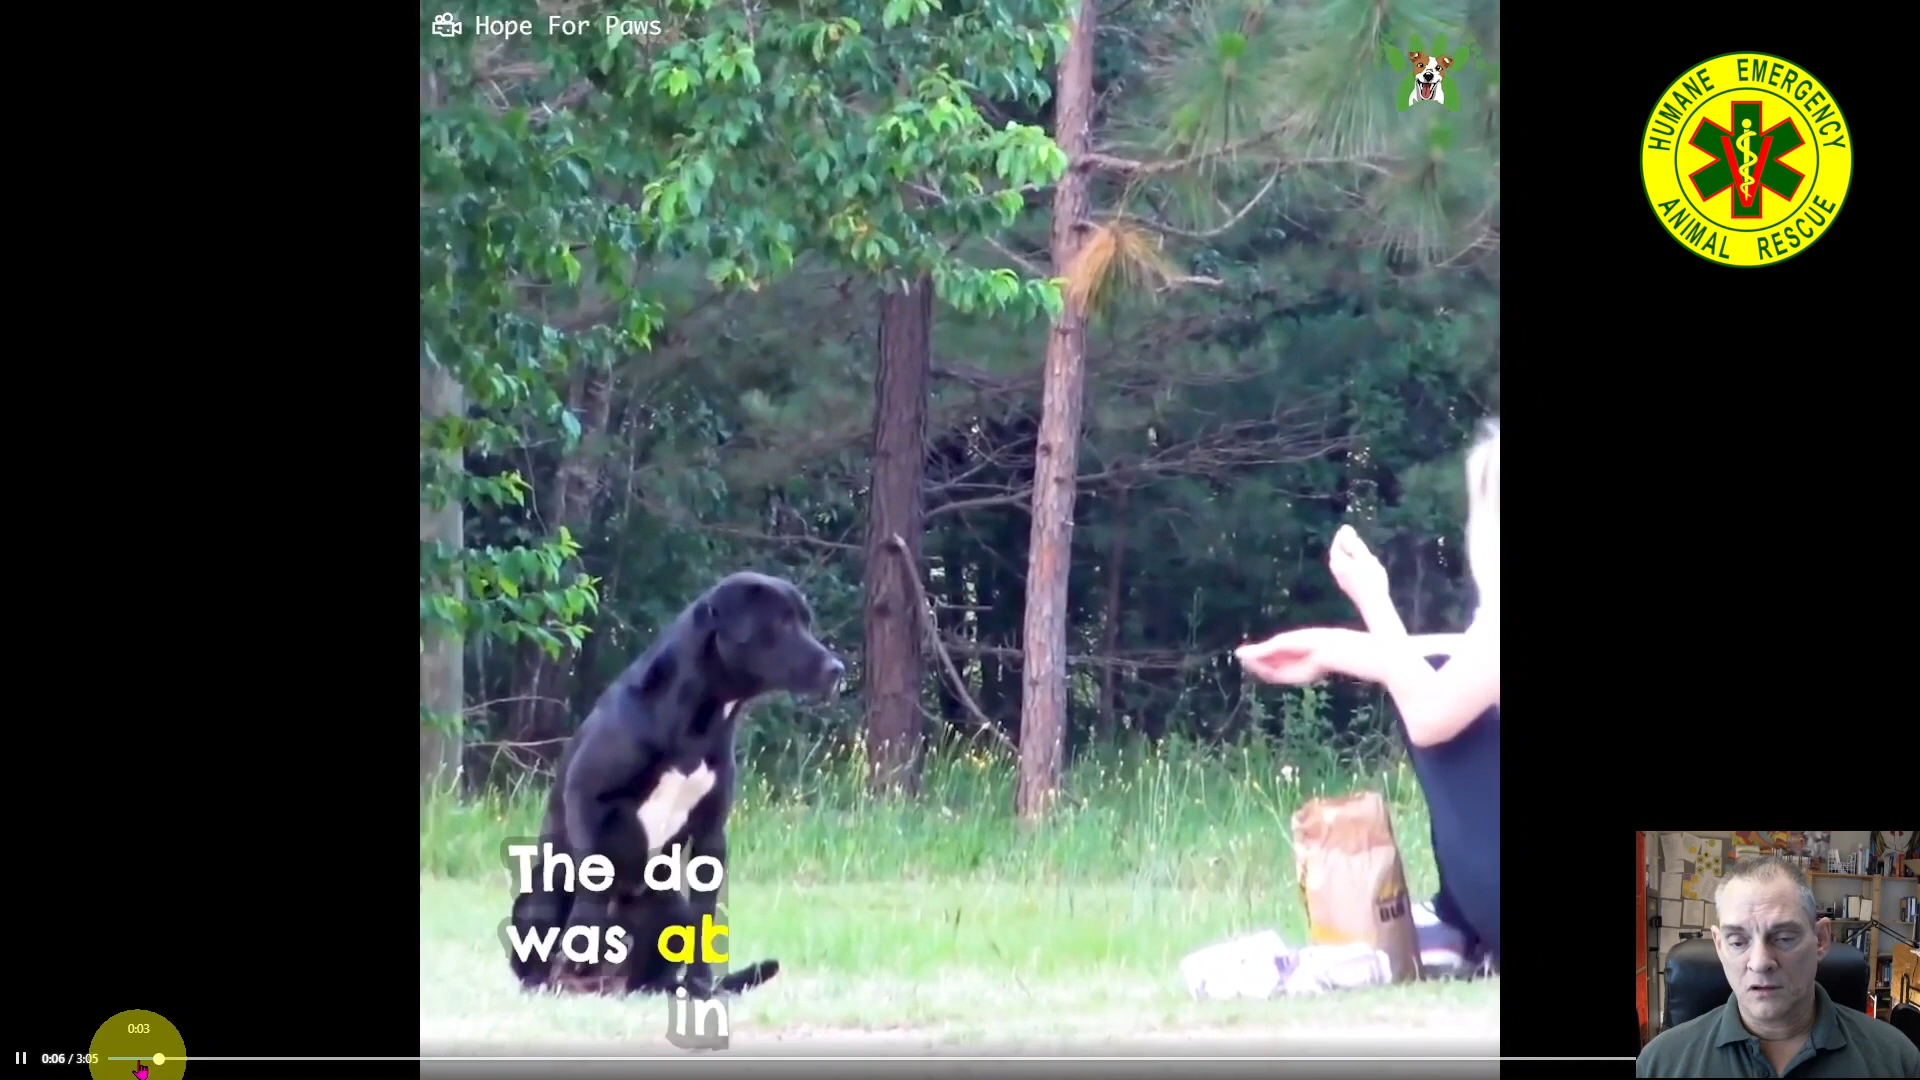 Hope For Paws
HUMANE EMERGENCY
ANIMAL RESCUE
The do
was ab
in
0:03
0:06 / 3:05